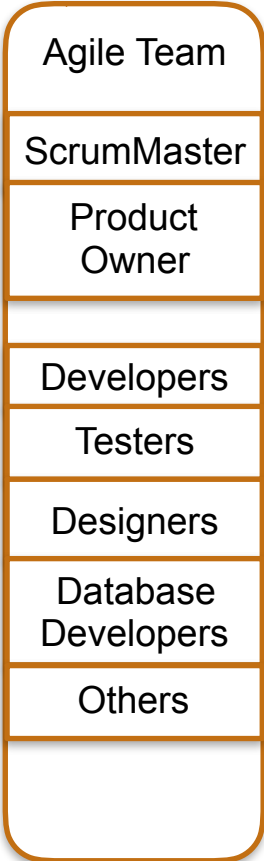 Agile Team
ScrumMaster
Product
Owner
Developers
Testers
Designers
Database
Developers
Others